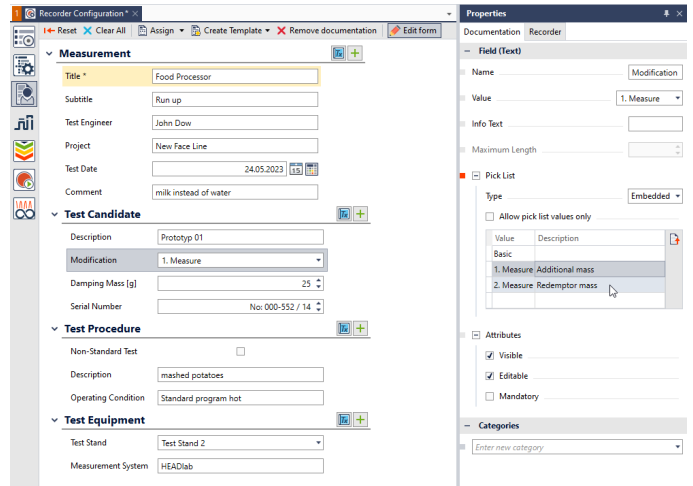 1 Recorder Configuration* ×
Reset Clear All Assign Create Template Remove documentation Edit form
Measurement
Title * Food Processor
Subtitle Run up
Test Engineer John Dow
Project New Face Line
Test Date 24.05.2023 15
Comment milk instead of water
Test Candidate
Description Prototyp 01
Modification 1. Measure
Damping Mass [g] 25
Serial Number No: 000-552 / 14
Test Procedure
Non-Standard Test
Description mashed potatoes
Operating Condition Standard program hot
Test Equipment
Test Stand Test Stand 2
Measurement System HEADlab
Properties
Documentation Recorder
Field (Text)
Name Modification
Value 1. Measure
Info Text
Maximum Length
Pick List
Type Embedded
Allow pick list values only
Value Description
Basic
1. Measure Additional mass
2. Measure Redemptor mass
Attributes
Visible
Editable
Mandatory
Categories
Enter new category